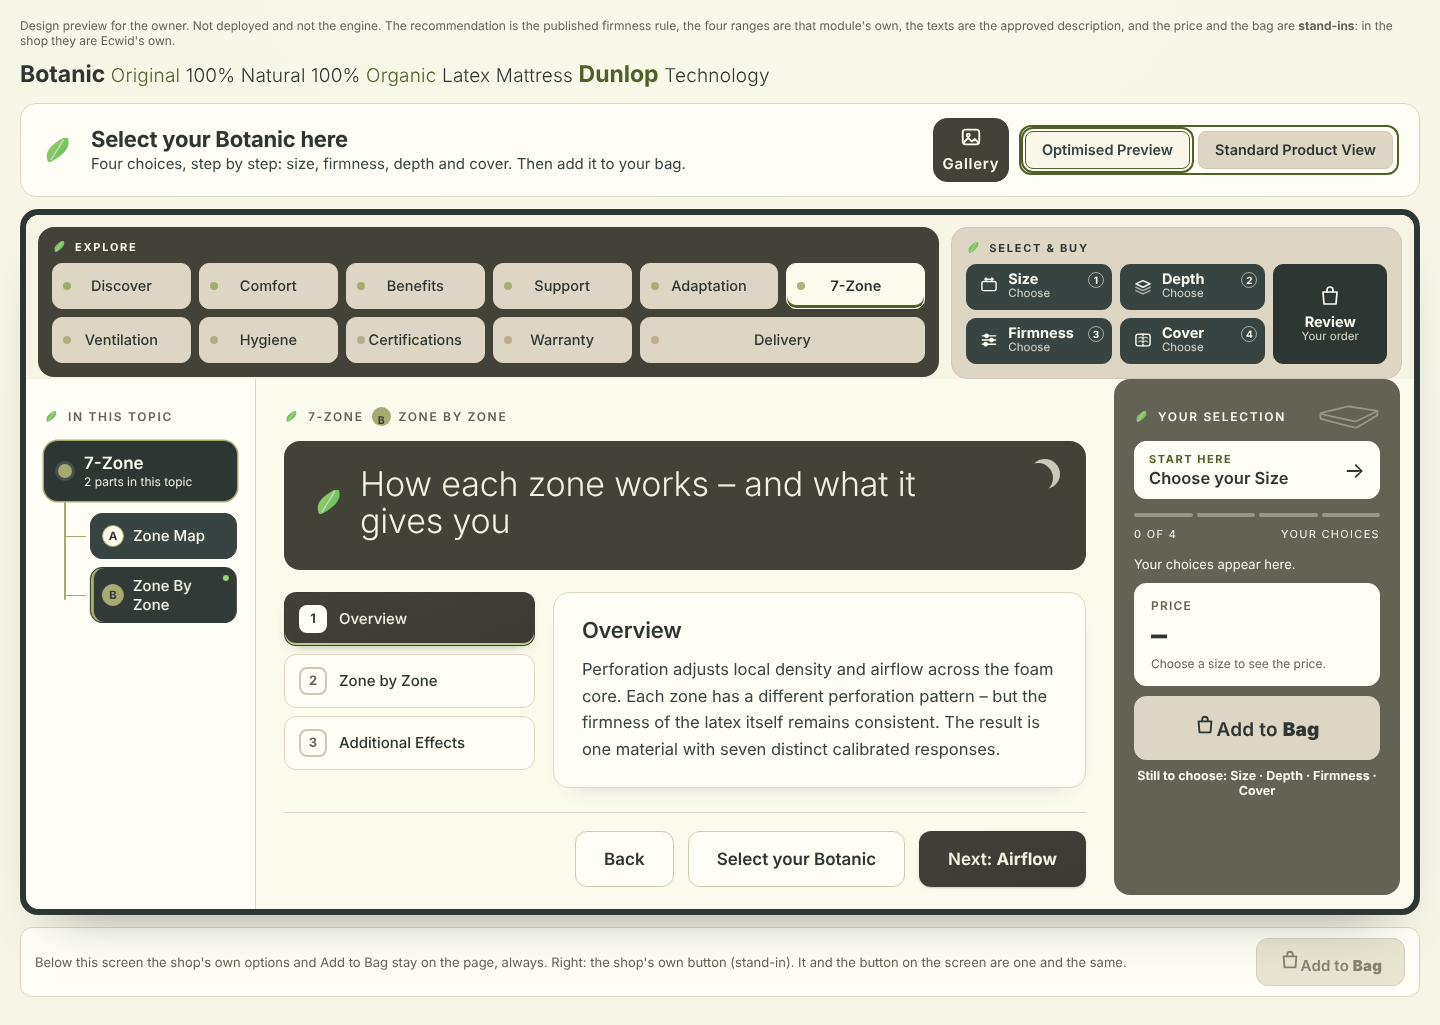 Design preview for the owner. Not deployed and not the engine. The recommendation is the published firmness rule, the four ranges are that module's own, the texts are the approved description, and the price and the bag are stand-ins: in the
shop they are Ecwid's own.
Botanic Original 100% Natural 100% Organic Latex Mattress Dunlop Technology
Select your Botanic here
Four choices, step by step: size, firmness, depth and cover. Then add it to your bag.
Gallery
Optimised Preview
Standard Product View
EXPLORE
Discover
Comfort
Benefits
Support
Adaptation
7-Zone
Ventilation
Hygiene
Certifications
Warranty
Delivery
SELECT & BUY
Size
Choose
1
Depth
Choose
2
Firmness
Choose
3
Cover
Choose
4
Review
Your order
IN THIS TOPIC
7-Zone
2 parts in this topic
A Zone Map
B Zone By
Zone
7-ZONE B ZONE BY ZONE
How each zone works – and what it
gives you
1 Overview
2 Zone by Zone
3 Additional Effects
Overview
Perforation adjusts local density and airflow across the foam
core. Each zone has a different perforation pattern – but the
firmness of the latex itself remains consistent. The result is
one material with seven distinct calibrated responses.
Back
Select your Botanic
Next: Airflow
YOUR SELECTION
START HERE
Choose your Size
0 OF 4
YOUR CHOICES
Your choices appear here.
PRICE
–
Choose a size to see the price.
Add to Bag
Still to choose: Size · Depth · Firmness ·
Cover
Below this screen the shop's own options and Add to Bag stay on the page, always. Right: the shop's own button (stand-in). It and the button on the screen are one and the same.
Add to Bag